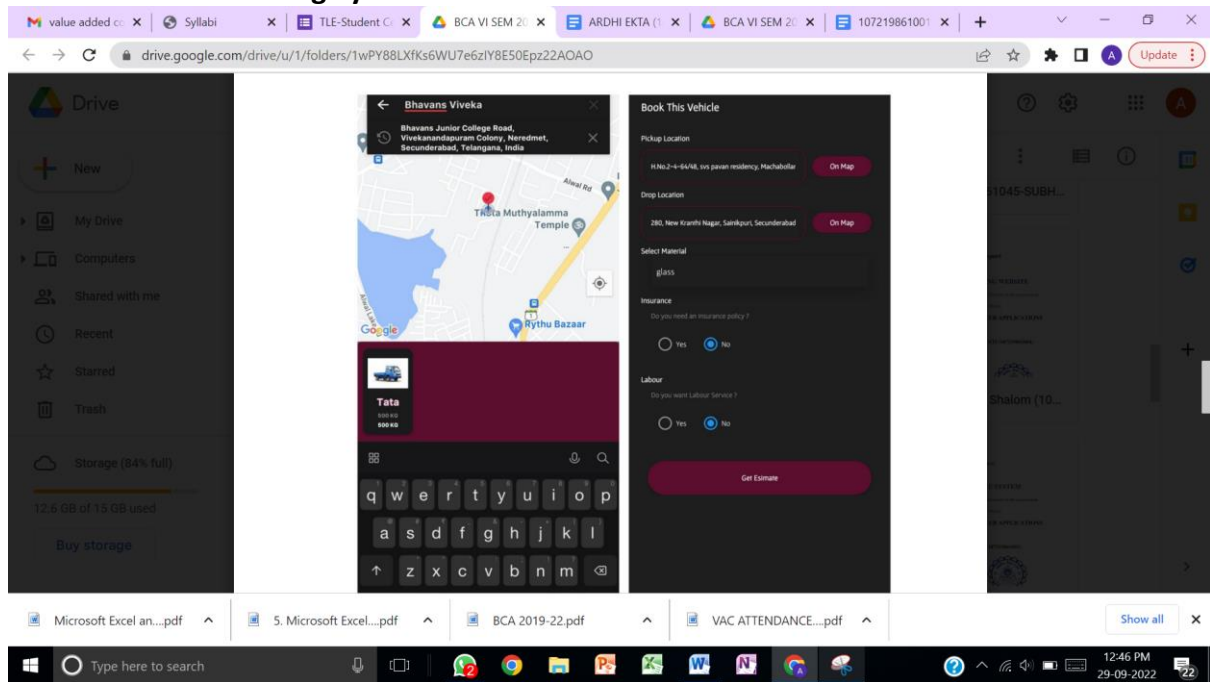 value added co
Syllabi
TLE-Student C
BCA VI SEM 20
ARDHI EKTA (1
BCA VI SEM 20
107219861001
drive.google.com/drive/u/1/folders/1wPY88LXfKs6WU7e6zIY8E50Epz22AOAO
A
Update
Drive
A
New
My Drive
Computers
Shared with me
Recent
Starred
Trash
Storage (84% full)
12.6 GB of 15 GB used
Buy storage
Bhavans Viveka
Bhavans Junior College Road,
Vivekanandapuram Colony, Neredmet,
Secunderabad, Telangana, India
Alwal Rd
Thota Muthyalamma
Temple
Alwal Lake
Rythu Bazaar
Google
Tata
500 KG
500 KG
q w e r t y u i o p
a s d f g h j k l
z x c v b n m
Book This Vehicle
Pickup Location
H.No.2-4-64/48, svs pavan residency, Machabollar
On Map
Drop Location
280, New Kranthi Nagar, Sainikpuri, Secunderabad
On Map
Select Material
glass
Insurance
Do you need an insurance policy ?
Yes
No
Labour
Do you want Labour Service ?
Yes
No
Get Esimate
51045-SUBH...
Shalom (10...
Microsoft Excel an....pdf
5. Microsoft Excel....pdf
BCA 2019-22.pdf
VAC ATTENDANCE....pdf
Show all
Type here to search
12:46 PM
29-09-2022
22